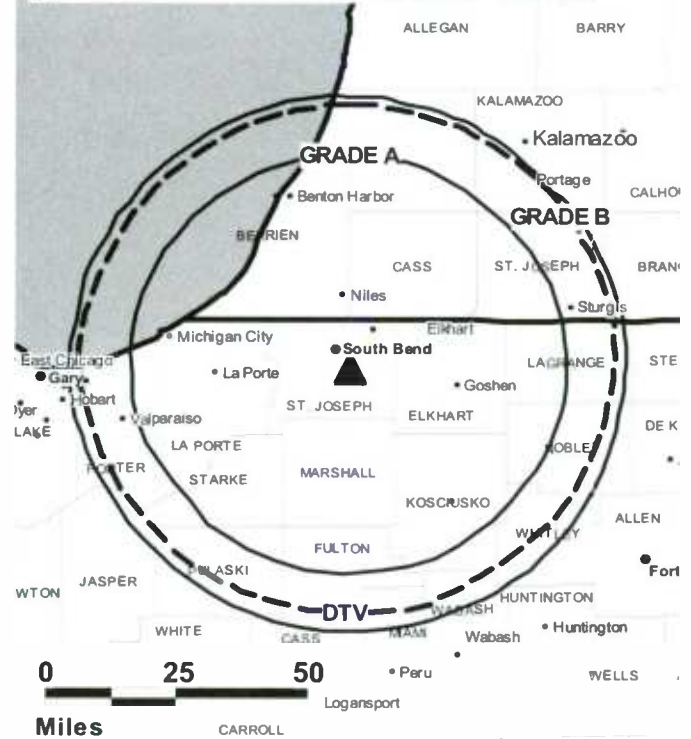 ALLEGAN BARRY
KALAMAZOO
Kalamazoo
GRADE A
Portage
Benton Harbor
CALHO
GRADE B
BERRIEN
CASS ST. JOSEPH BRAN
Niles
Sturgis
Michigan City Elkhart
South Bend
East Chicago
LAGRANGE STE
Gary La Porte
Goshen
Hobart
ST. JOSEPH
Dyer
Valparaiso ELKHART
LAKE DE K
LA PORTE NOBLE
PORTER
STARKE MARSHALL
KOSCIUSKO
ALLEN
WHITLEY
FULTON
Fort
PULASKI
JASPER
WTON HUNTINGTON
DTV WABASH
WHITE MIAMI Huntington
CASS Wabash
0 25 50
Peru WELLS
Logansport
Miles
CARROLL